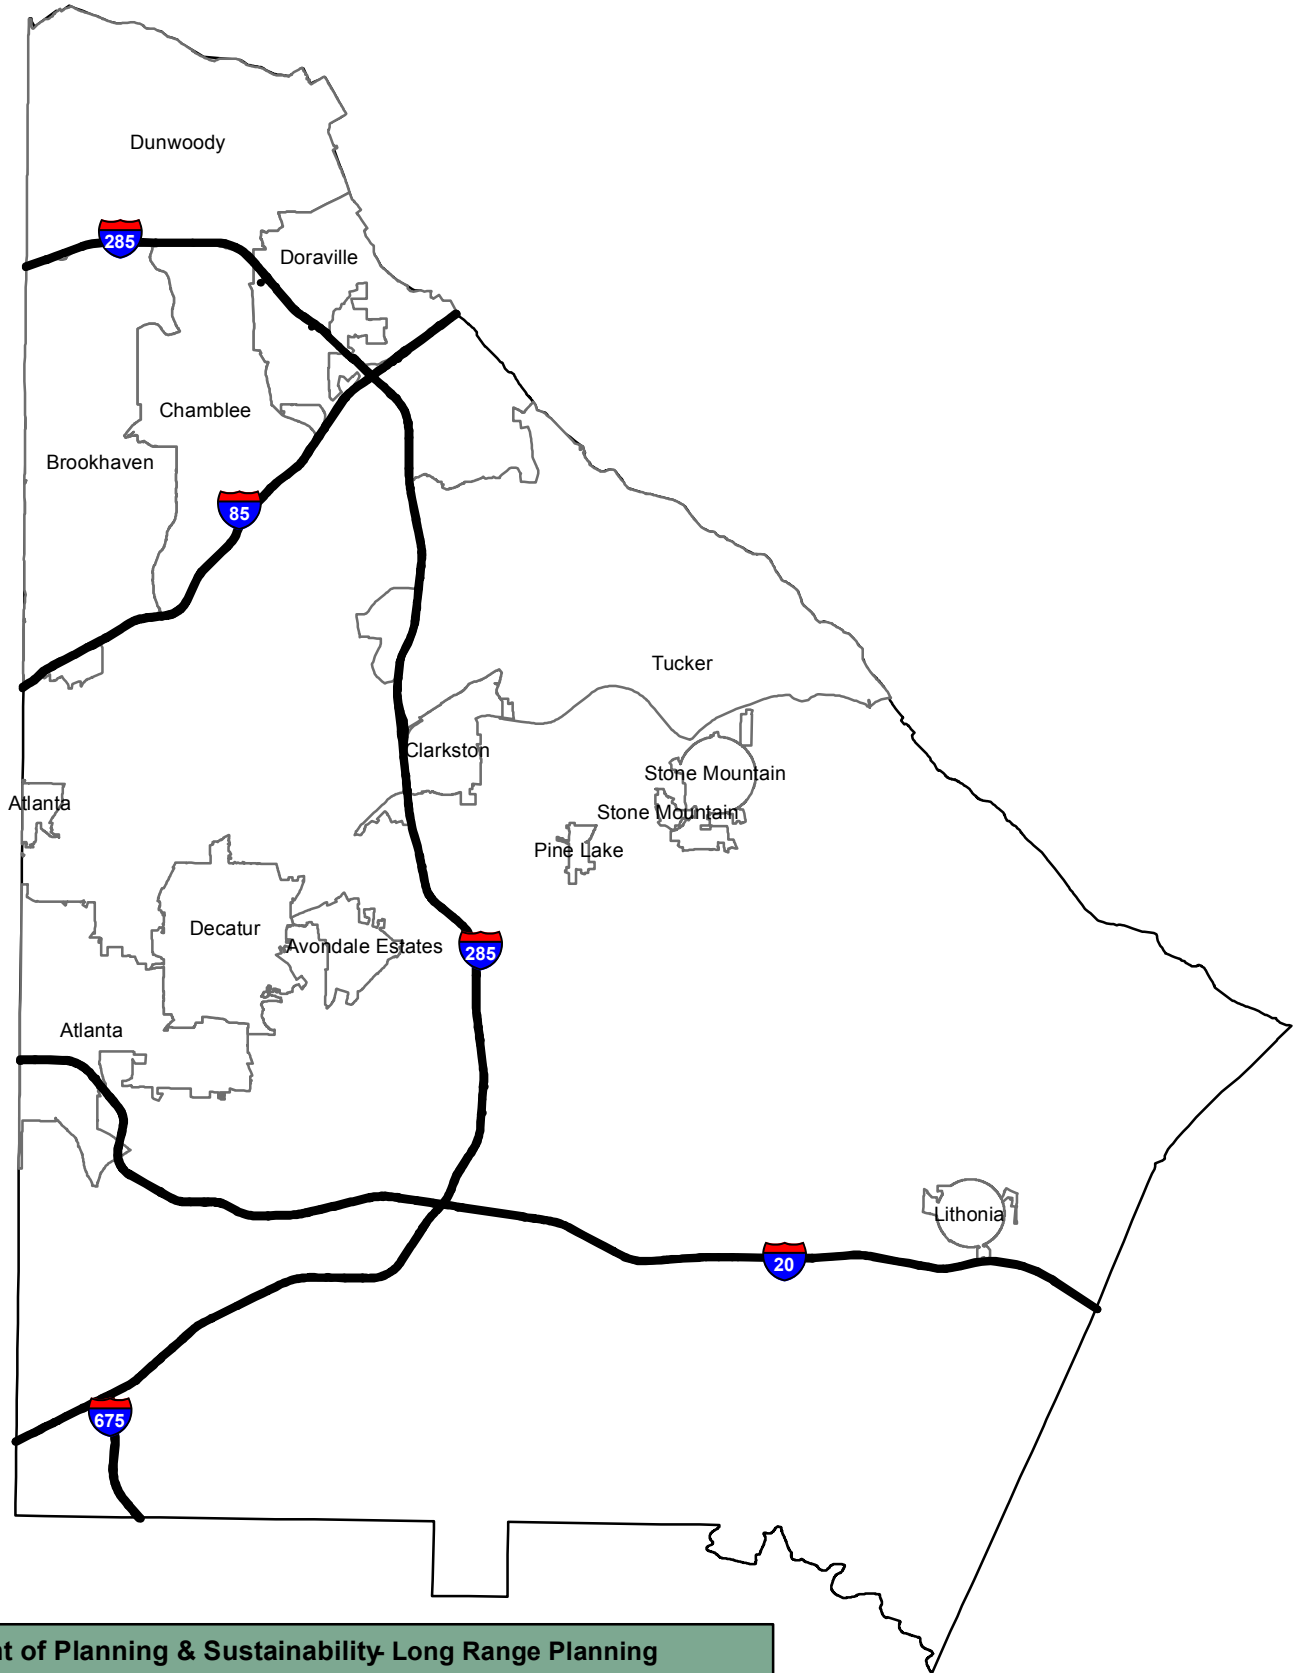 Dunwoody
285
Doraville
Chamblee
Brookhaven
85
Tucker
Clarkston
Stone Mountain
Atlanta
Stone Mountain
Pine Lake
Decatur
Avondale Estates
285
Atlanta
Lithonia
20
675
of Planning & Sustainability- Long Range Planning